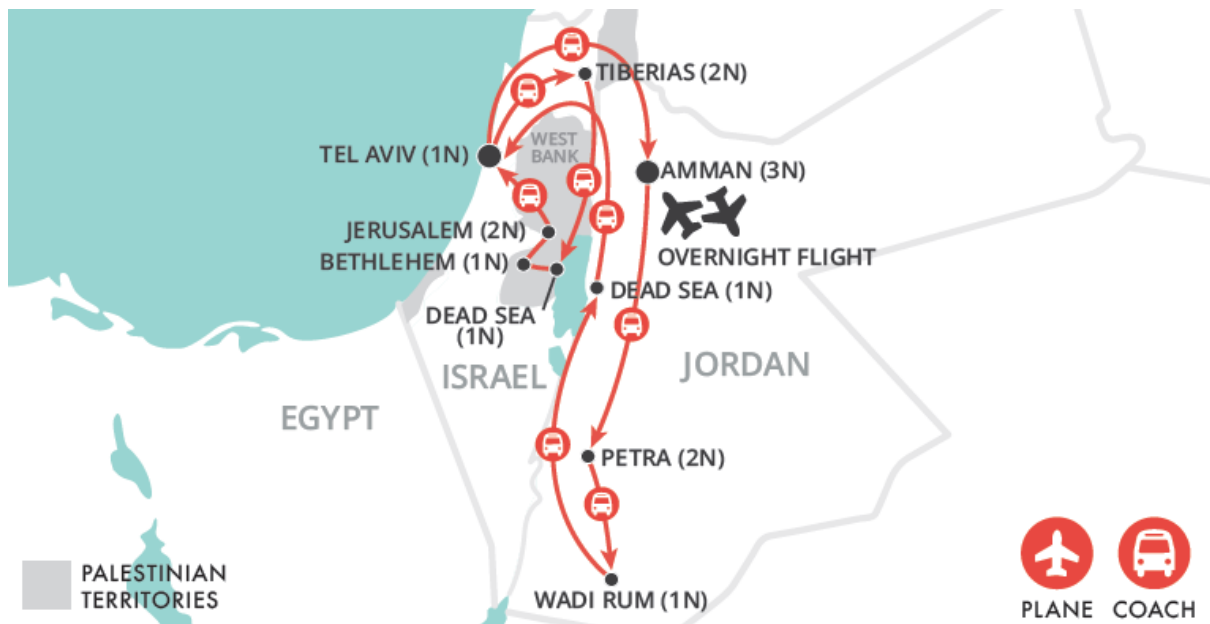 TIBERIAS (2N)
WEST
BANK
TEL AVIV (1N)
AMMAN (3N)
JERUSALEM (2N)
OVERNIGHT FLIGHT
BETHLEHEM (1N)
DEAD SEA (1N)
DEAD SEA
(1N)
ISRAEL
JORDAN
EGYPT
PETRA (2N)
PALESTINIAN
TERRITORIES
WADI RUM (1N)
PLANE
COACH